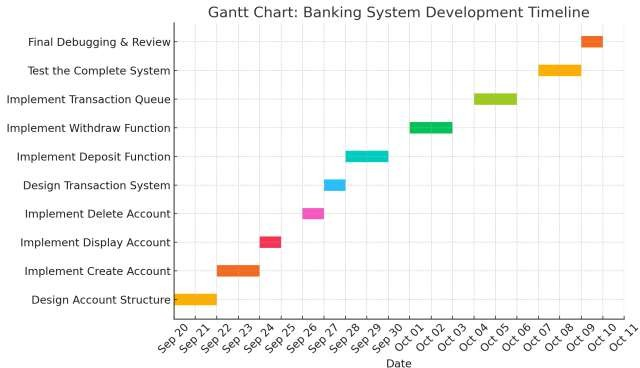 Gantt Chart: Banking System Development Timeline
Final Debugging & Review
Test the Complete System
Implement Transaction Queue
Implement Withdraw Function
Implement Deposit Function
Design Transaction System
Implement Delete Account
Implement Display Account
Implement Create Account
Design Account Structure
Sep 20
Sep 21
Sep 22
Sep 23
Sep 24
Sep 25
Sep 26
Sep 27
Sep 28
Sep 29
Sep 30
Oct 01
Oct 02
Oct 03
Oct 04
Oct 05
Oct 06
Oct 07
Oct 08
Oct 09
Oct 10
Oct 11
Date